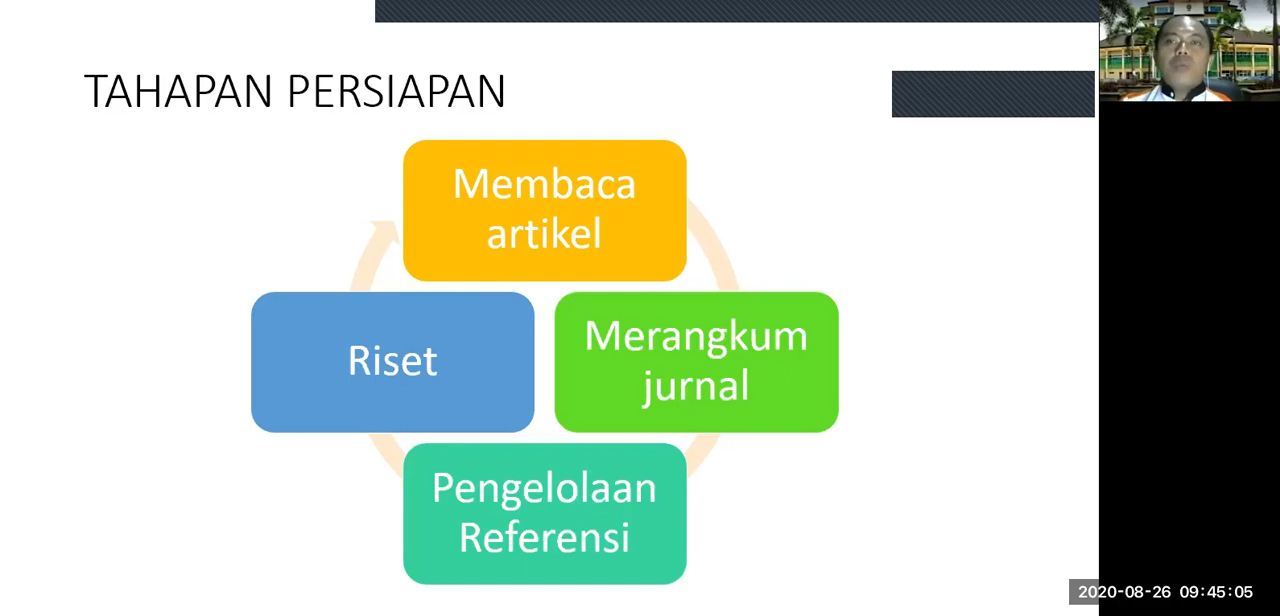 TAHAPAN PERSIAPAN
Membaca
artikel
Merangkum
jurnal
Riset
Pengelolaan
Referensi
2020-08-26 09:45:05